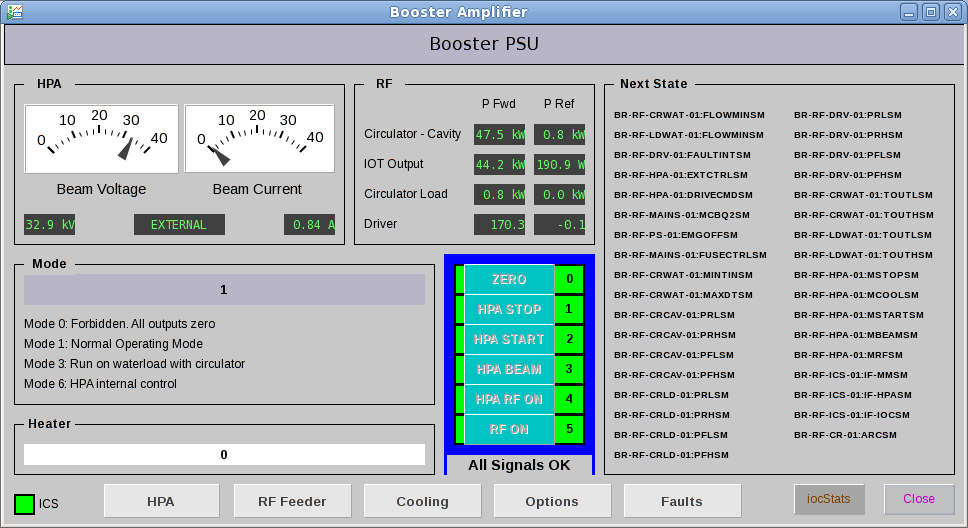 Booster Amplifier
Booster PSU
HPA
0 10 20 30 40
0 10 20 30 40
Beam Voltage
Beam Current
32.9 kV
EXTERNAL
0.84 A
RF
P Fwd
P Ref
Circulator - Cavity
47.5 kW
0.8 kW
IOT Output
44.2 kW
190.9 W
Circulator Load
0.8 kW
0.0 kW
Driver
170.3
-0.1
Mode
1
Mode 0: Forbidden. All outputs zero
Mode 1: Normal Operating Mode
Mode 3: Run on waterload with circulator
Mode 6: HPA internal control
Heater
0
ZERO 0
HPA STOP 1
HPA START 2
HPA BEAM 3
HPA RF ON 4
RF ON 5
All Signals OK
Next State
BR-RF-CRWAT-01:FLOWMINSM
BR-RF-LDWAT-01:FLOWMINSM
BR-RF-DRV-01:FAULTINTSM
BR-RF-HPA-01:EXTCTRLSM
BR-RF-HPA-01:DRIVECMDSM
BR-RF-MAINS-01:MCBQ2SM
BR-RF-PS-01:EMGOFFSM
BR-RF-MAINS-01:FUSECTRLSM
BR-RF-CRWAT-01:MINTINSM
BR-RF-CRWAT-01:MAXDTSM
BR-RF-CRCAV-01:PRLSM
BR-RF-CRCAV-01:PRHSM
BR-RF-CRCAV-01:PFLSM
BR-RF-CRCAV-01:PFHSM
BR-RF-CRLD-01:PRLSM
BR-RF-CRLD-01:PRHSM
BR-RF-CRLD-01:PFLSM
BR-RF-CRLD-01:PFHSM
BR-RF-DRV-01:PRLSM
BR-RF-DRV-01:PRHSM
BR-RF-DRV-01:PFLSM
BR-RF-DRV-01:PFHSM
BR-RF-CRWAT-01:TOUTLSM
BR-RF-CRWAT-01:TOUTHSM
BR-RF-LDWAT-01:TOUTLSM
BR-RF-LDWAT-01:TOUTHSM
BR-RF-HPA-01:MSTOPSM
BR-RF-HPA-01:MCOOLSM
BR-RF-HPA-01:MSTARTSM
BR-RF-HPA-01:MBEAMSM
BR-RF-HPA-01:MRFSM
BR-RF-ICS-01:IF-MMSM
BR-RF-ICS-01:IF-HPASM
BR-RF-ICS-01:IF-IOCSM
BR-RF-CR-01:ARCSM
ICS
HPA
RF Feeder
Cooling
Options
Faults
iocStats
Close